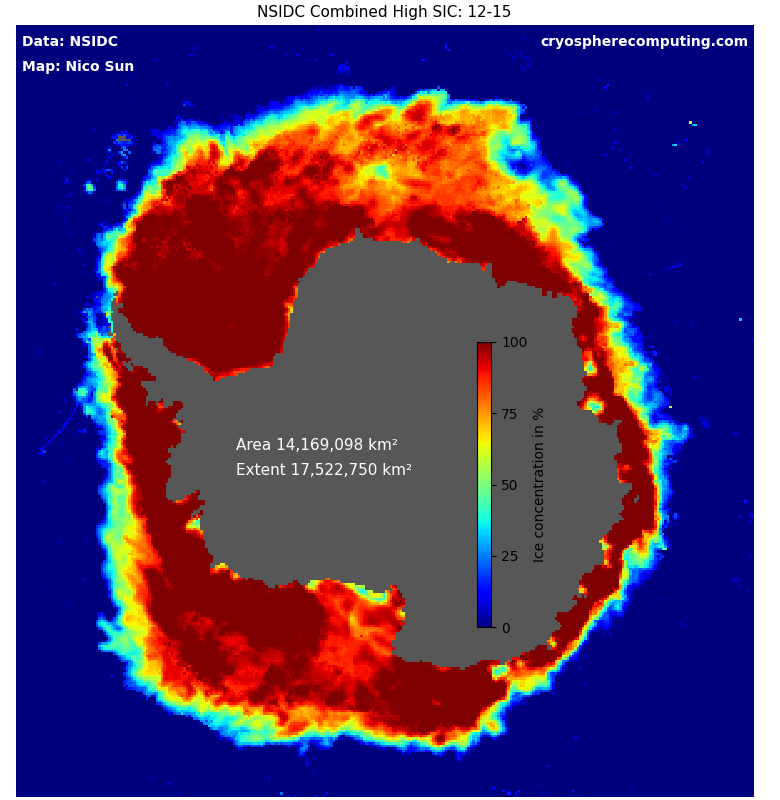 NSIDC Combined High SIC: 12-15
Data: NSIDC
cryospherecomputing.com
Map: Nico Sun
100
75
50
25
0
Ice concentration in %
Area 14,169,098 km²
Extent 17,522,750 km²